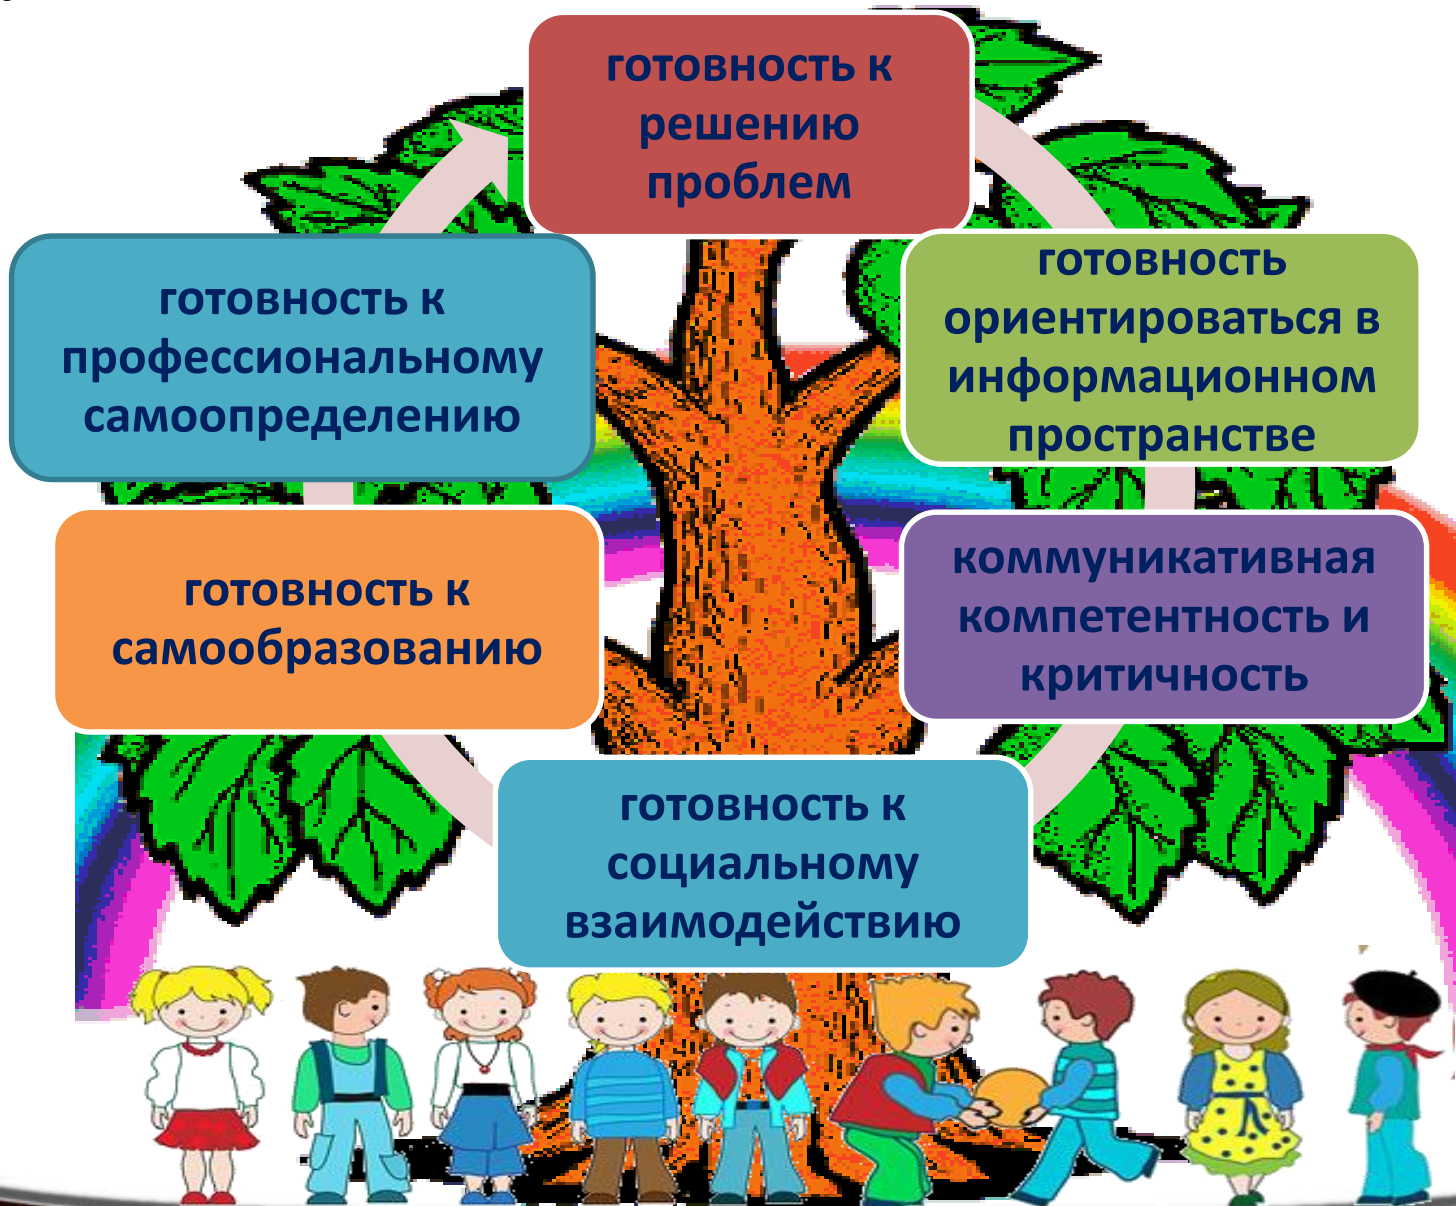 готовность к
решению
проблем
готовность
ориентироваться в
информационном
пространстве
коммуникативная
компетентность и
критичность
готовность к
социальному
взаимодействию
готовность к
самообразованию
готовность к
профессиональному
самоопределению